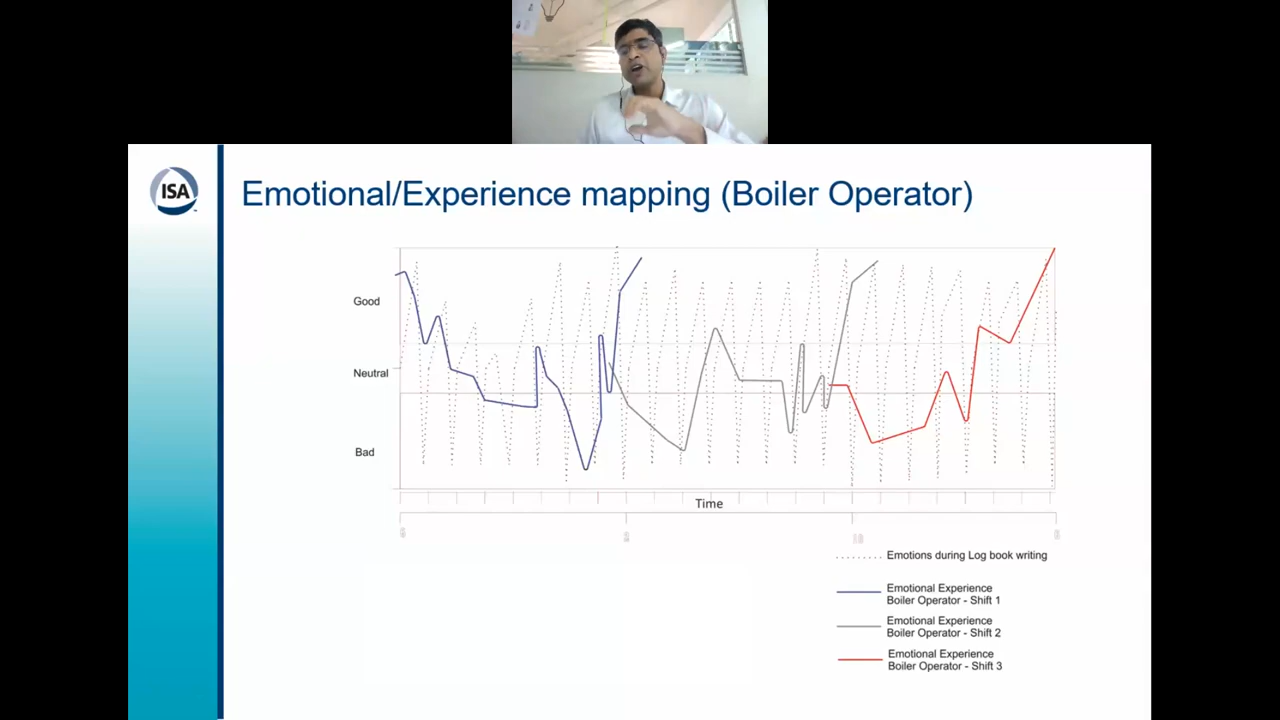 ISA
Emotional/Experience mapping (Boiler Operator)
Good
Neutral
Bad
Time
Emotions during Log book writing
Emotional Experience
Boiler Operator - Shift 1
Emotional Experience
Boiler Operator - Shift 2
Emotional Experience
Boiler Operator - Shift 3